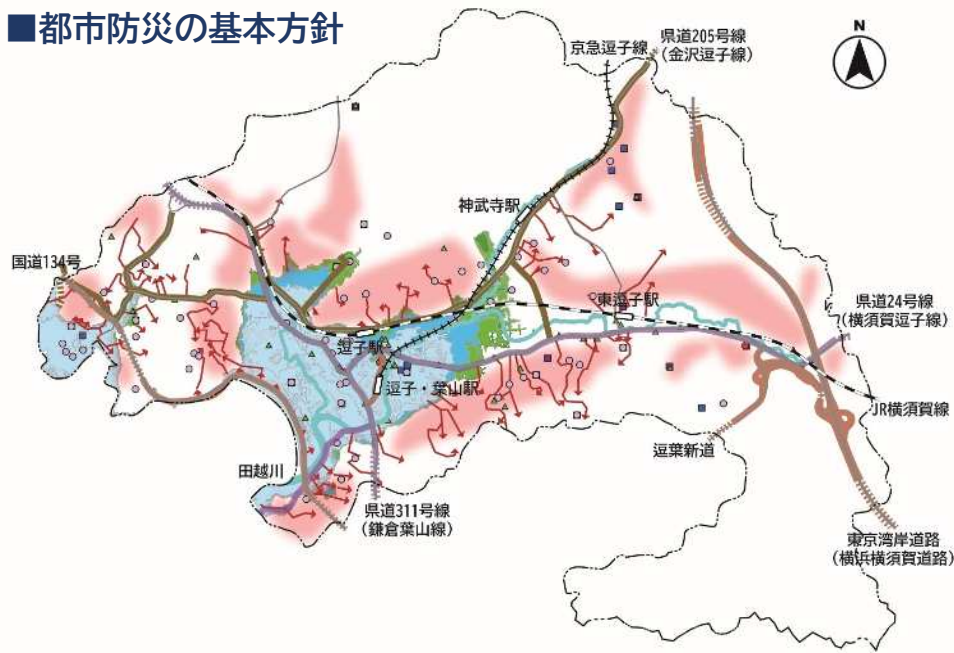 ■都市防災の基本方針
N
京急逗子線
県道205号線
(金沢逗子線)
神武寺駅
国道134号
東逗子駅
県道24号線
(横須賀逗子線)
逗子駅
逗子・葉山駅
JR横須賀線
逗葉新道
田越川
県道311号線
(鎌倉葉山線)
東京湾岸道路
(横浜横須賀道路)